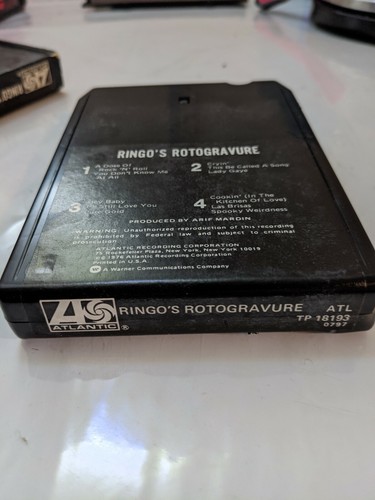 RINGO'S ROTOGRAVURE
1 A Dose Of
Rock 'N' Roll
You Don't Know Me
At All
2 Cryin'
This Be Called A Song
Lady Gaye
3 Hey Baby
I'll Still Love You
Gold
4 Cookin' (In The
Kitchen Of Love)
Las Brisas
Spooky Weirdness
PRODUCED BY ARIF MARDIN
WARNING: Unauthorized reproduction of this recording
is prohibited by Federal law and subject to criminal
prosecution.
ATLANTIC RECORDING CORPORATION
75 Rockefeller Plaza, New York, New York 10019
©1976 Atlantic Recording Corporation
Printed in U.S.A.
A Warner Communications Company
ATLANTIC®
RINGO'S ROTOGRAVURE
ATL
TP 18193
0797